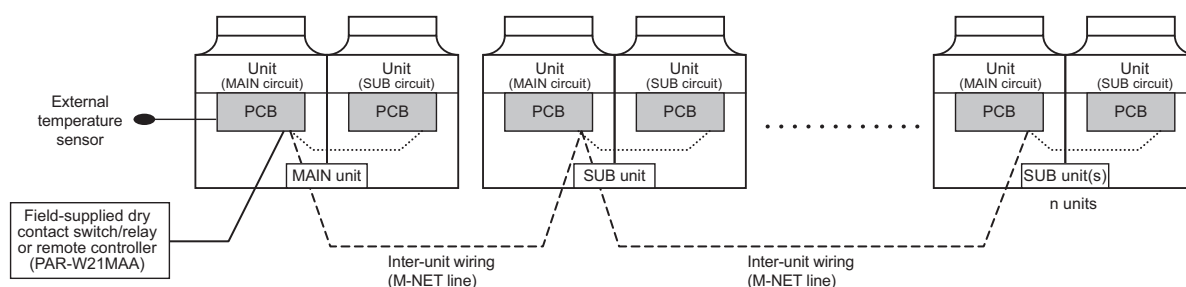 Unit
(MAIN circuit)
Unit
(SUB circuit)
Unit
(MAIN circuit)
Unit
(SUB circuit)
Unit
(MAIN circuit)
Unit
(SUB circuit)
External
temperature
sensor
PCB
PCB
PCB
PCB
PCB
PCB
MAIN unit
SUB unit
SUB unit(s)
n units
Field-supplied dry
contact switch/relay
or remote controller
(PAR-W21MAA)
Inter-unit wiring
(M-NET line)
Inter-unit wiring
(M-NET line)